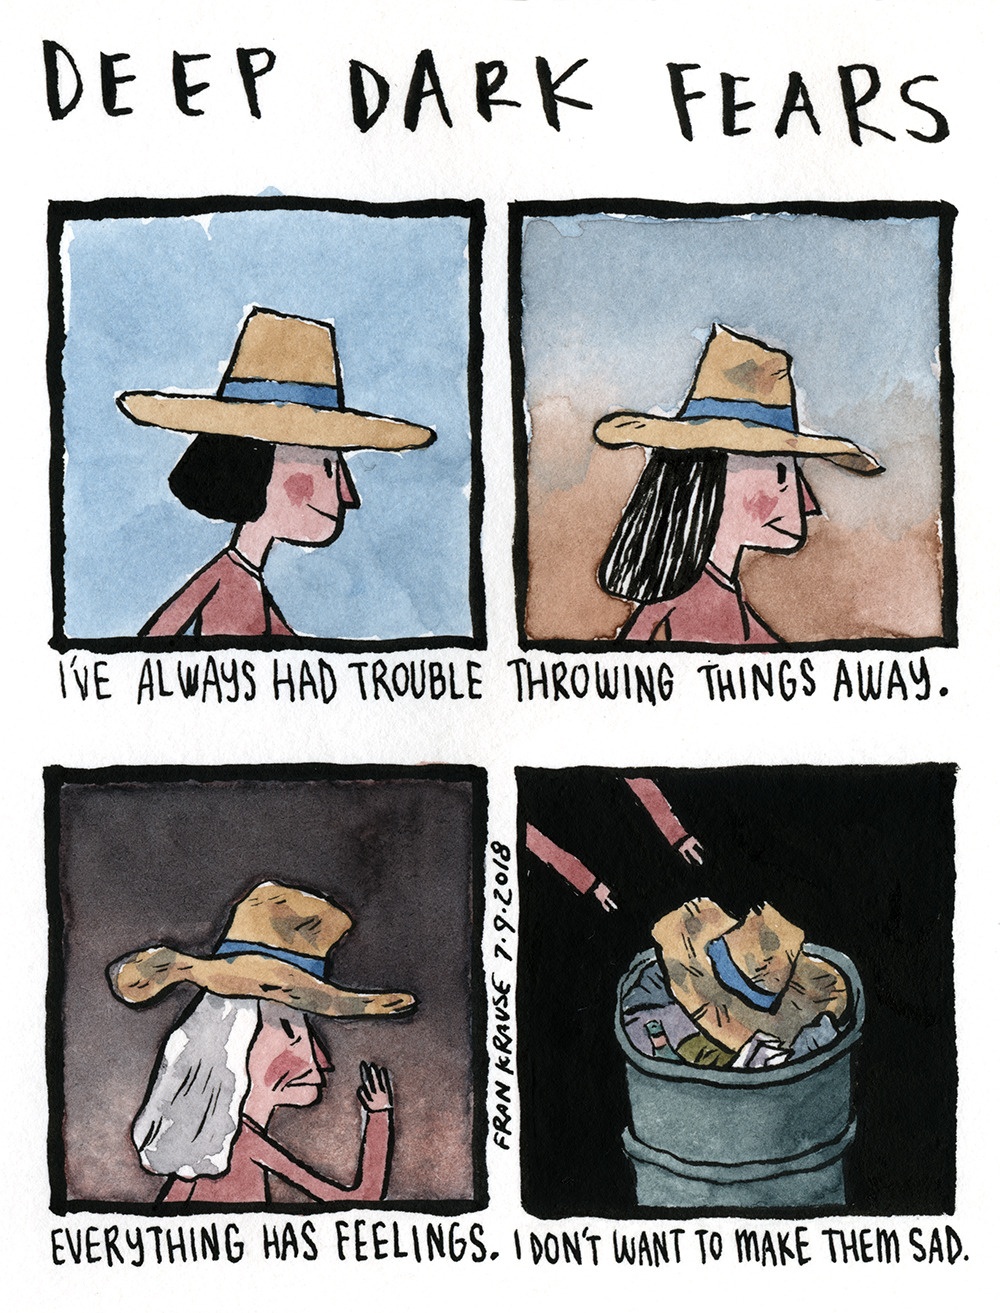 DEEP DARK FEARS
I'VE ALWAYS HAD TROUBLE THROWING THINGS AWAY.
FRAN KRAUSE 7.9.2018
EVERYTHING HAS FEELINGS. I DON'T WANT TO MAKE THEM SAD.